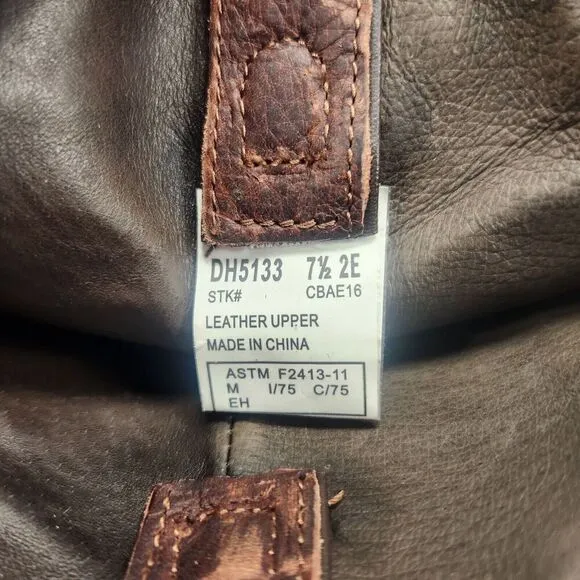 DH5133 7½ 2E
STK# CBAE16
LEATHER UPPER
MADE IN CHINA
ASTM F2413-11
M I/75 C/75
EH